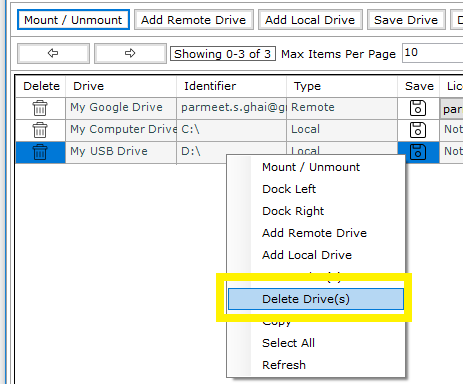 Mount / Unmount Add Remote Drive Add Local Drive Save Drive
Showing 0-3 of 3 Max Items Per Page 10
Delete Drive Identifier Type Save
My Google Drive parmeet.s.ghai@g Remote par
My Computer Drive C:\ Local Not
My USB Drive D:\ Local Not
Mount / Unmount
Dock Left
Dock Right
Add Remote Drive
Add Local Drive
Delete Drive(s)
Copy
Select All
Refresh